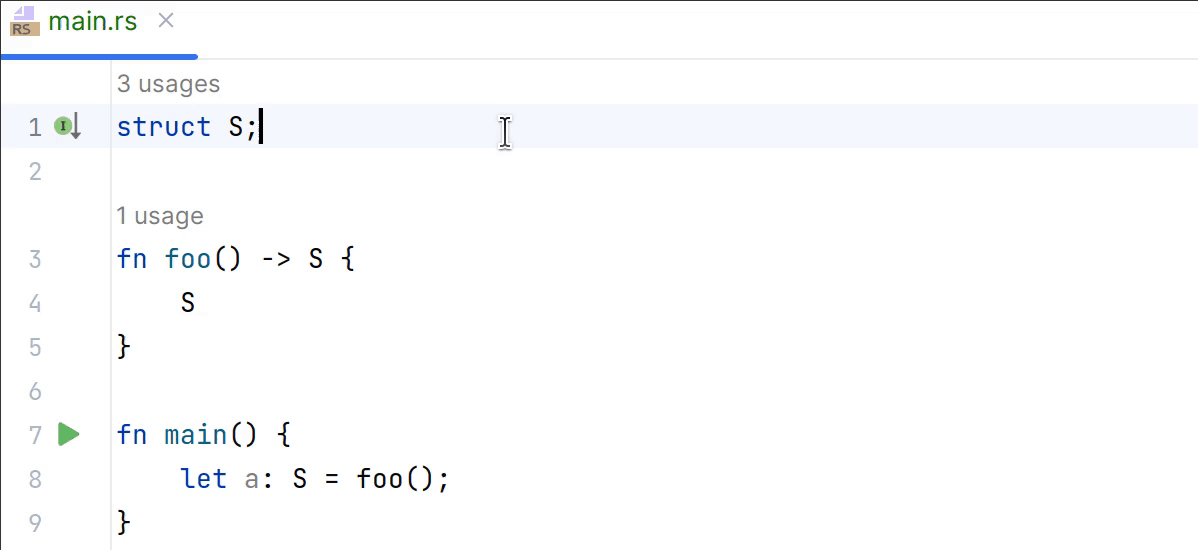 RS main.rs
3 usages
1 I struct S;
2
1 usage
3 fn foo() -> S {
4     S
5 }
6
7 fn main() {
8     let a: S = foo();
9 }